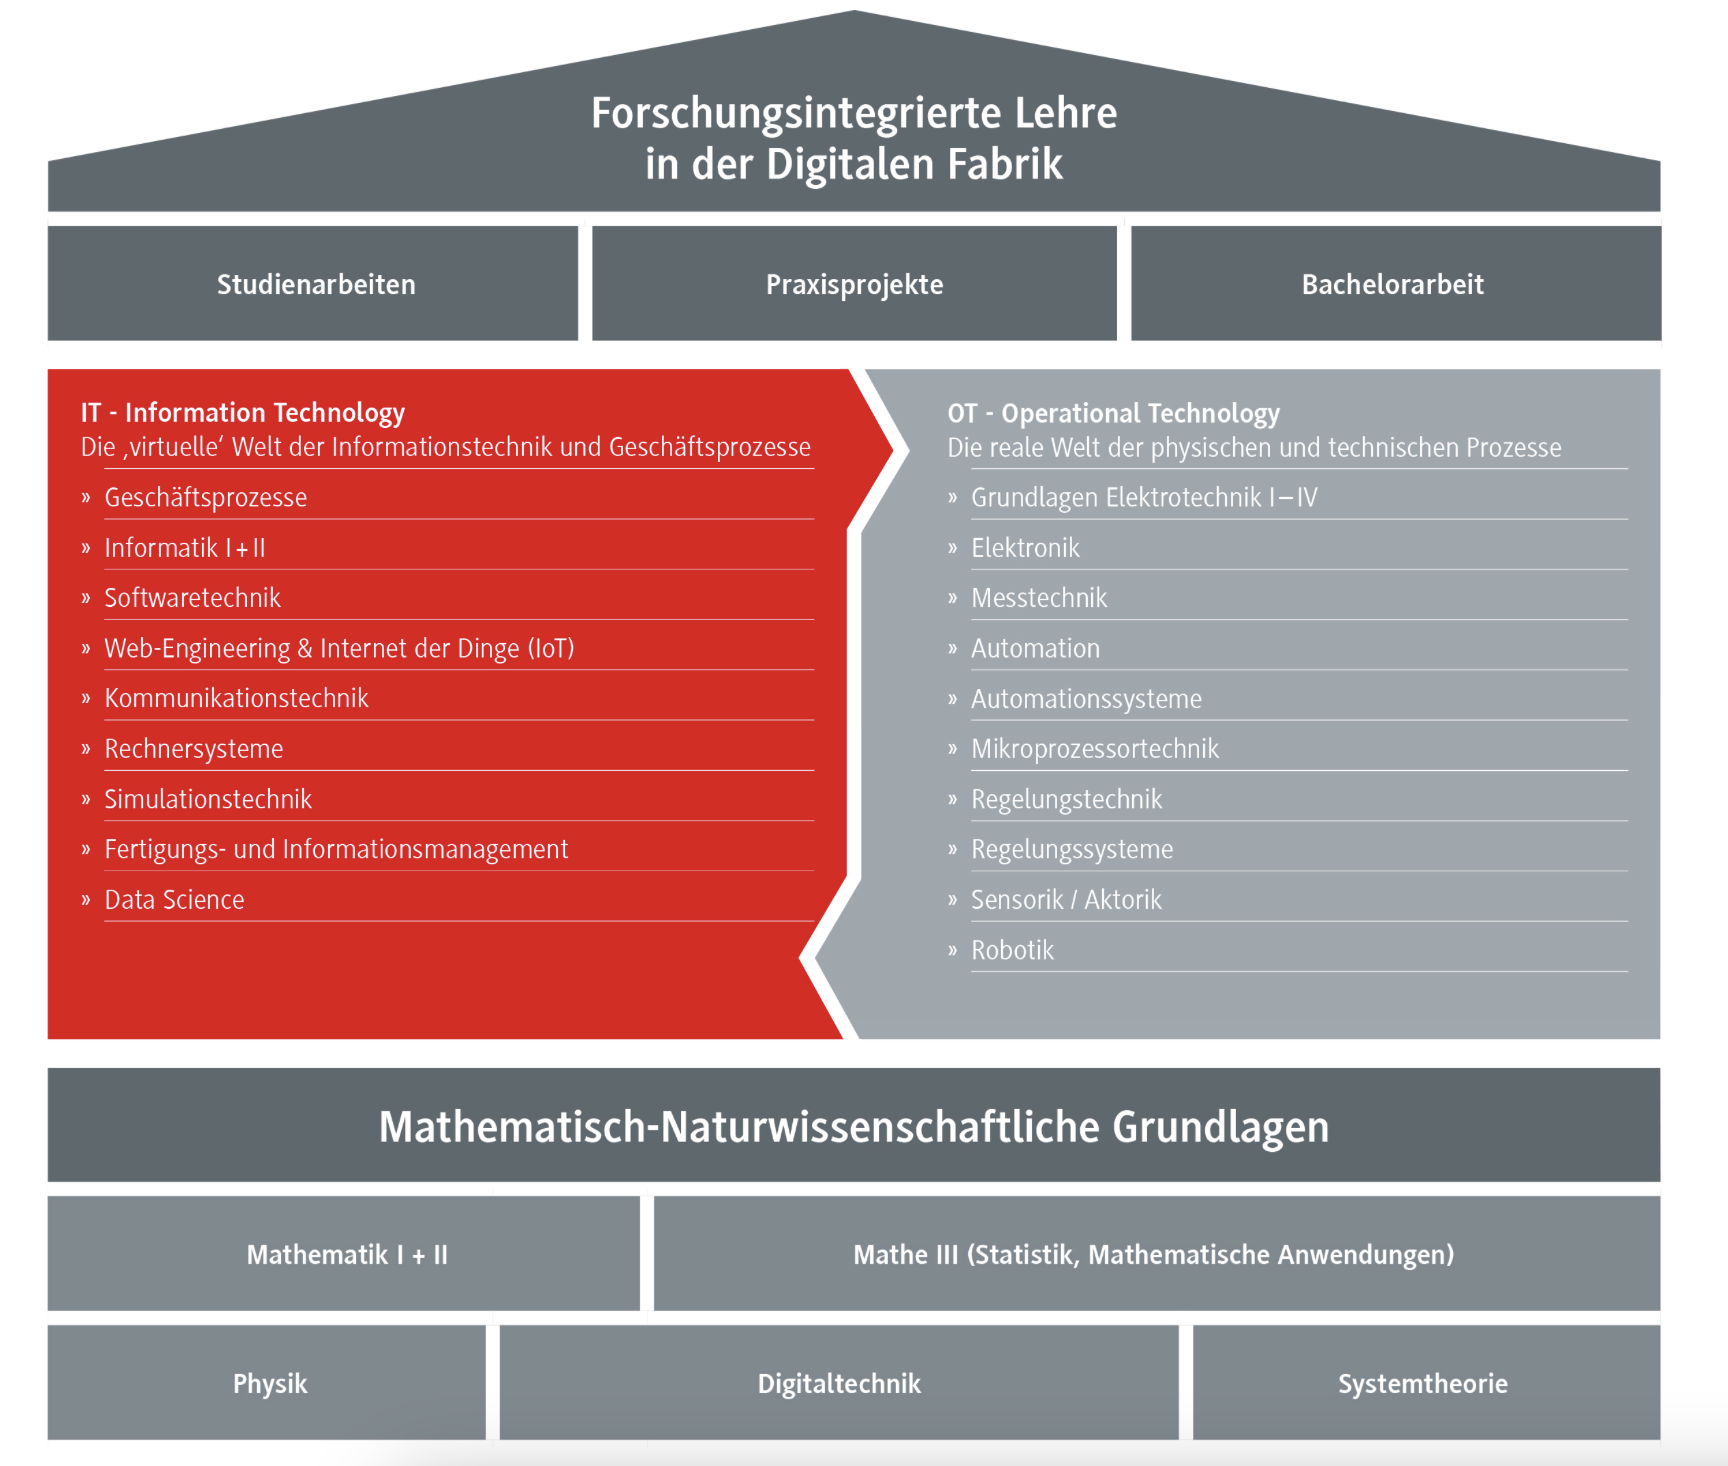 Forschungsintegrierte Lehre
in der Digitalen Fabrik
Studienarbeiten
Praxisprojekte
Bachelorarbeit
IT - Information Technology
Die ‚virtuelle‘ Welt der Informationstechnik und Geschäftsprozesse
» Geschäftsprozesse
» Informatik I + II
» Softwaretechnik
» Web-Engineering & Internet der Dinge (IoT)
» Kommunikationstechnik
» Rechnersysteme
» Simulationstechnik
» Fertigungs- und Informationsmanagement
» Data Science
OT - Operational Technology
Die reale Welt der physischen und technischen Prozesse
» Grundlagen Elektrotechnik I – IV
» Elektronik
» Messtechnik
» Automation
» Automationssysteme
» Mikroprozessortechnik
» Regelungstechnik
» Regelungssysteme
» Sensorik / Aktorik
» Robotik
Mathematisch-Naturwissenschaftliche Grundlagen
Mathematik I + II
Mathe III (Statistik, Mathematische Anwendungen)
Physik
Digitaltechnik
Systemtheorie